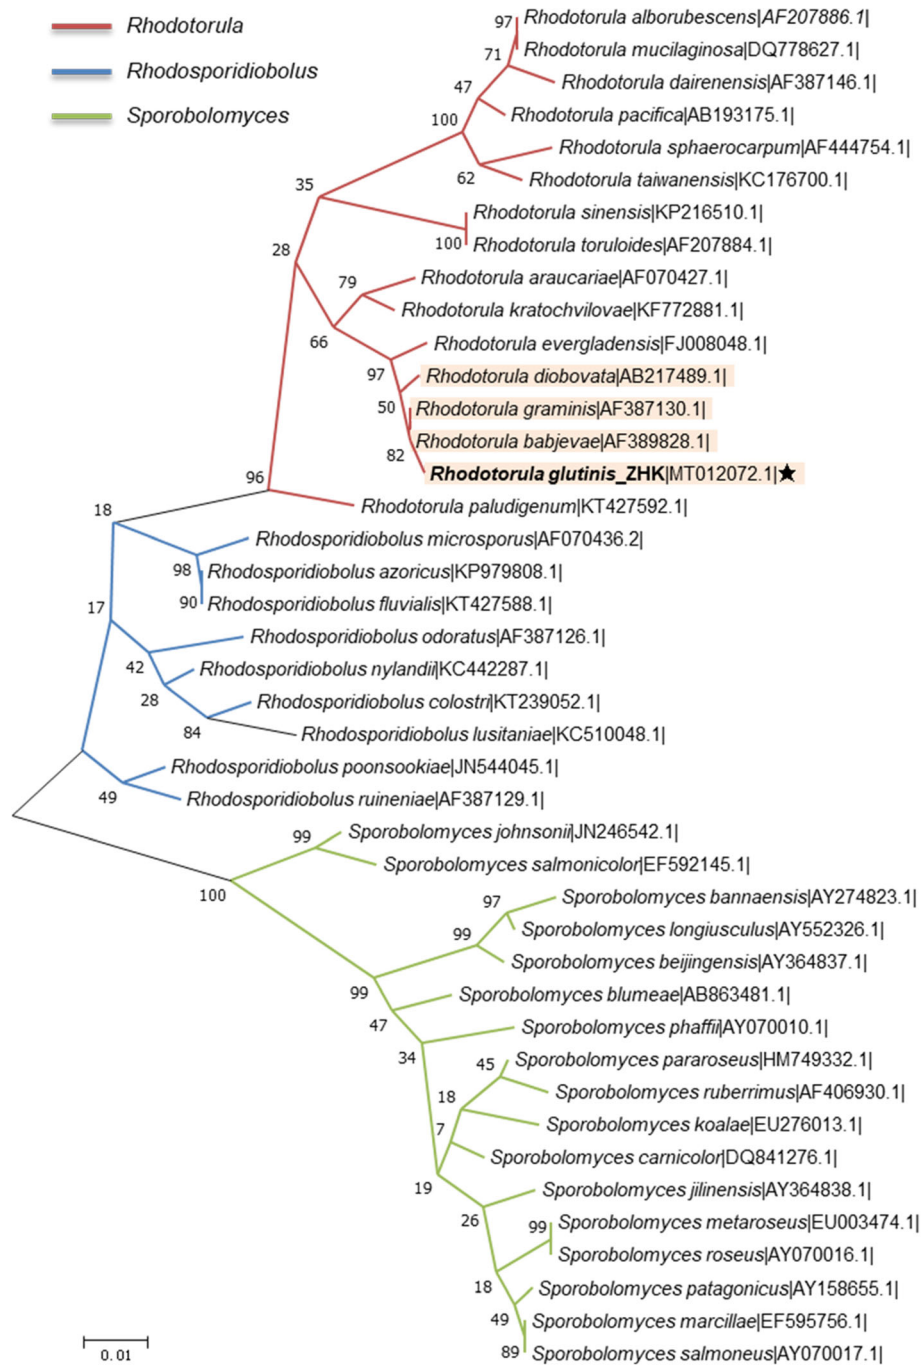 Rhodotorula
Rhodosporidiobolus
Sporobolomyces
97
Rhodotorula alborubescens|AF207886.1|
Rhodotorula mucilaginosa|DQ778627.1|
71
Rhodotorula dairenensis|AF387146.1|
47
Rhodotorula pacifica|AB193175.1|
100
Rhodotorula sphaerocarpum|AF444754.1|
62
Rhodotorula taiwanensis|KC176700.1|
35
Rhodotorula sinensis|KP216510.1|
100
Rhodotorula toruloides|AF207884.1|
28
79
Rhodotorula araucariae|AF070427.1|
Rhodotorula kratochvilovae|KF772881.1|
66
Rhodotorula evergladensis|FJ008048.1|
97
Rhodotorula diobovata|AB217489.1|
50
Rhodotorula graminis|AF387130.1|
Rhodotorula babjevae|AF389828.1|
82
Rhodotorula glutinis_ZHK|MT012072.1|★
96
Rhodotorula paludigenum|KT427592.1|
18
Rhodosporidiobolus microsporus|AF070436.2|
98
Rhodosporidiobolus azoricus|KP979808.1|
90
Rhodosporidiobolus fluvialis|KT427588.1|
17
Rhodosporidiobolus odoratus|AF387126.1|
42
Rhodosporidiobolus nylandii|KC442287.1|
28
Rhodosporidiobolus colostri|KT239052.1|
84
Rhodosporidiobolus lusitaniae|KC510048.1|
Rhodosporidiobolus poonsookiae|JN544045.1|
49
Rhodosporidiobolus ruineniae|AF387129.1|
99
Sporobolomyces johnsonii|JN246542.1|
Sporobolomyces salmonicolor|EF592145.1|
100
97
Sporobolomyces bannaensis|AY274823.1|
Sporobolomyces longiusculus|AY552326.1|
99
Sporobolomyces beijingensis|AY364837.1|
99
Sporobolomyces blumeae|AB863481.1|
47
Sporobolomyces phaffii|AY070010.1|
34
45
Sporobolomyces pararoseus|HM749332.1|
Sporobolomyces ruberrimus|AF406930.1|
18
Sporobolomyces koalae|EU276013.1|
7
Sporobolomyces carnicolor|DQ841276.1|
19
Sporobolomyces jilinensis|AY364838.1|
26
99
Sporobolomyces metaroseus|EU003474.1|
Sporobolomyces roseus|AY070016.1|
18
Sporobolomyces patagonicus|AY158655.1|
49
Sporobolomyces marcillae|EF595756.1|
89
Sporobolomyces salmoneus|AY070017.1|
0.01